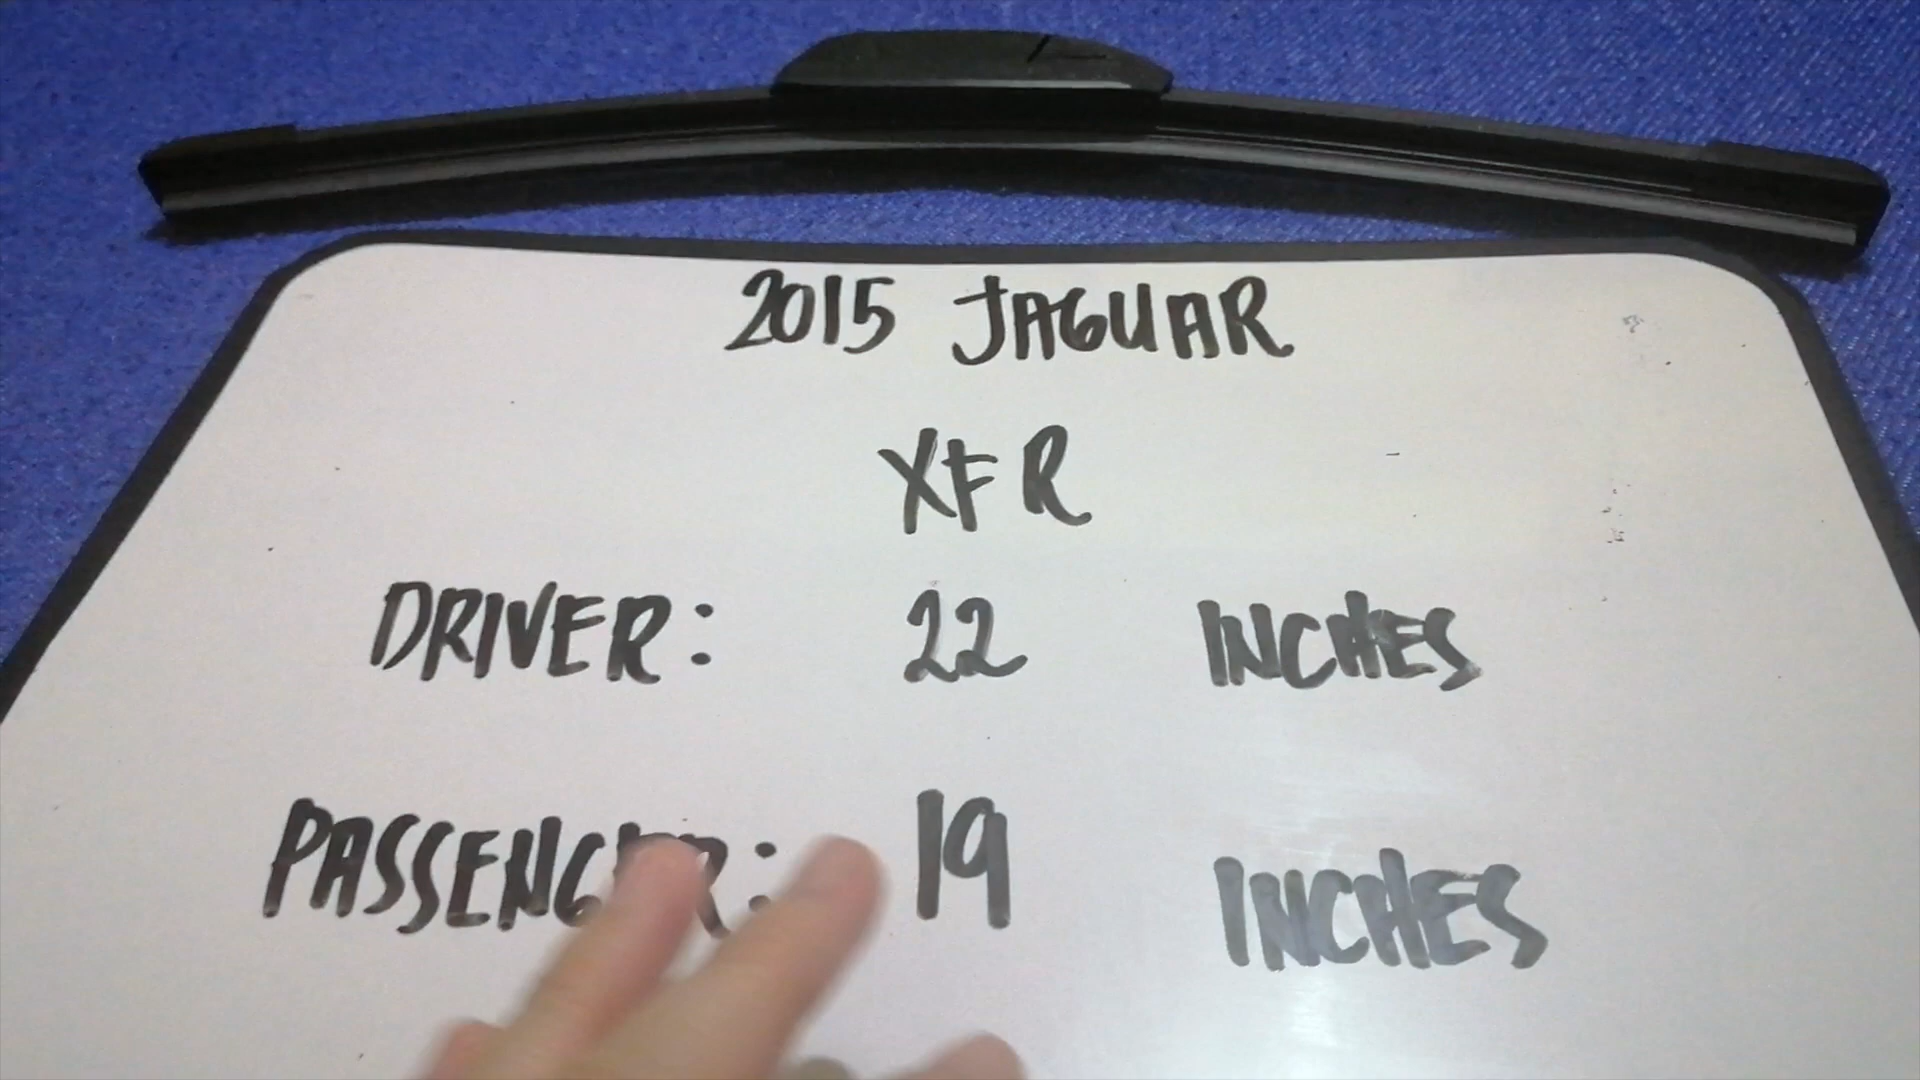 2015 JAGUAR
XFR
DRIVER: 22 INCHES
PASSENGER: 19 INCHES